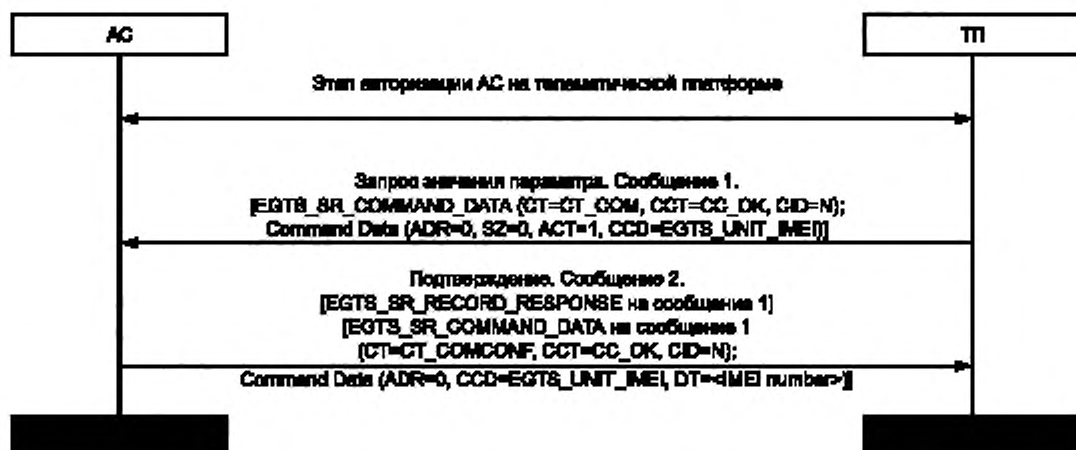 АС
ТП
Этап авторизации АС на телематической платформе
Запрос значения параметра. Сообщение 1.
[EGTS_SR_COMMAND_DATA (CT=CT_COM, CCT=CC_OK, CID=N);
Command Data (ADR=0, SZ=0, ACT=1, CCD=EGTS_UNIT_IMEI)]
Подтверждение. Сообщение 2.
[EGTS_SR_RECORD_RESPONSE на сообщение 1]
[EGTS_SR_COMMAND_DATA на сообщение 1
(CT=CT_COMCONF, CCT=CC_OK, CID=N);
Command Data (ADR=0, CCD=EGTS_UNIT_IMEI, DT=<IMEI number>)]